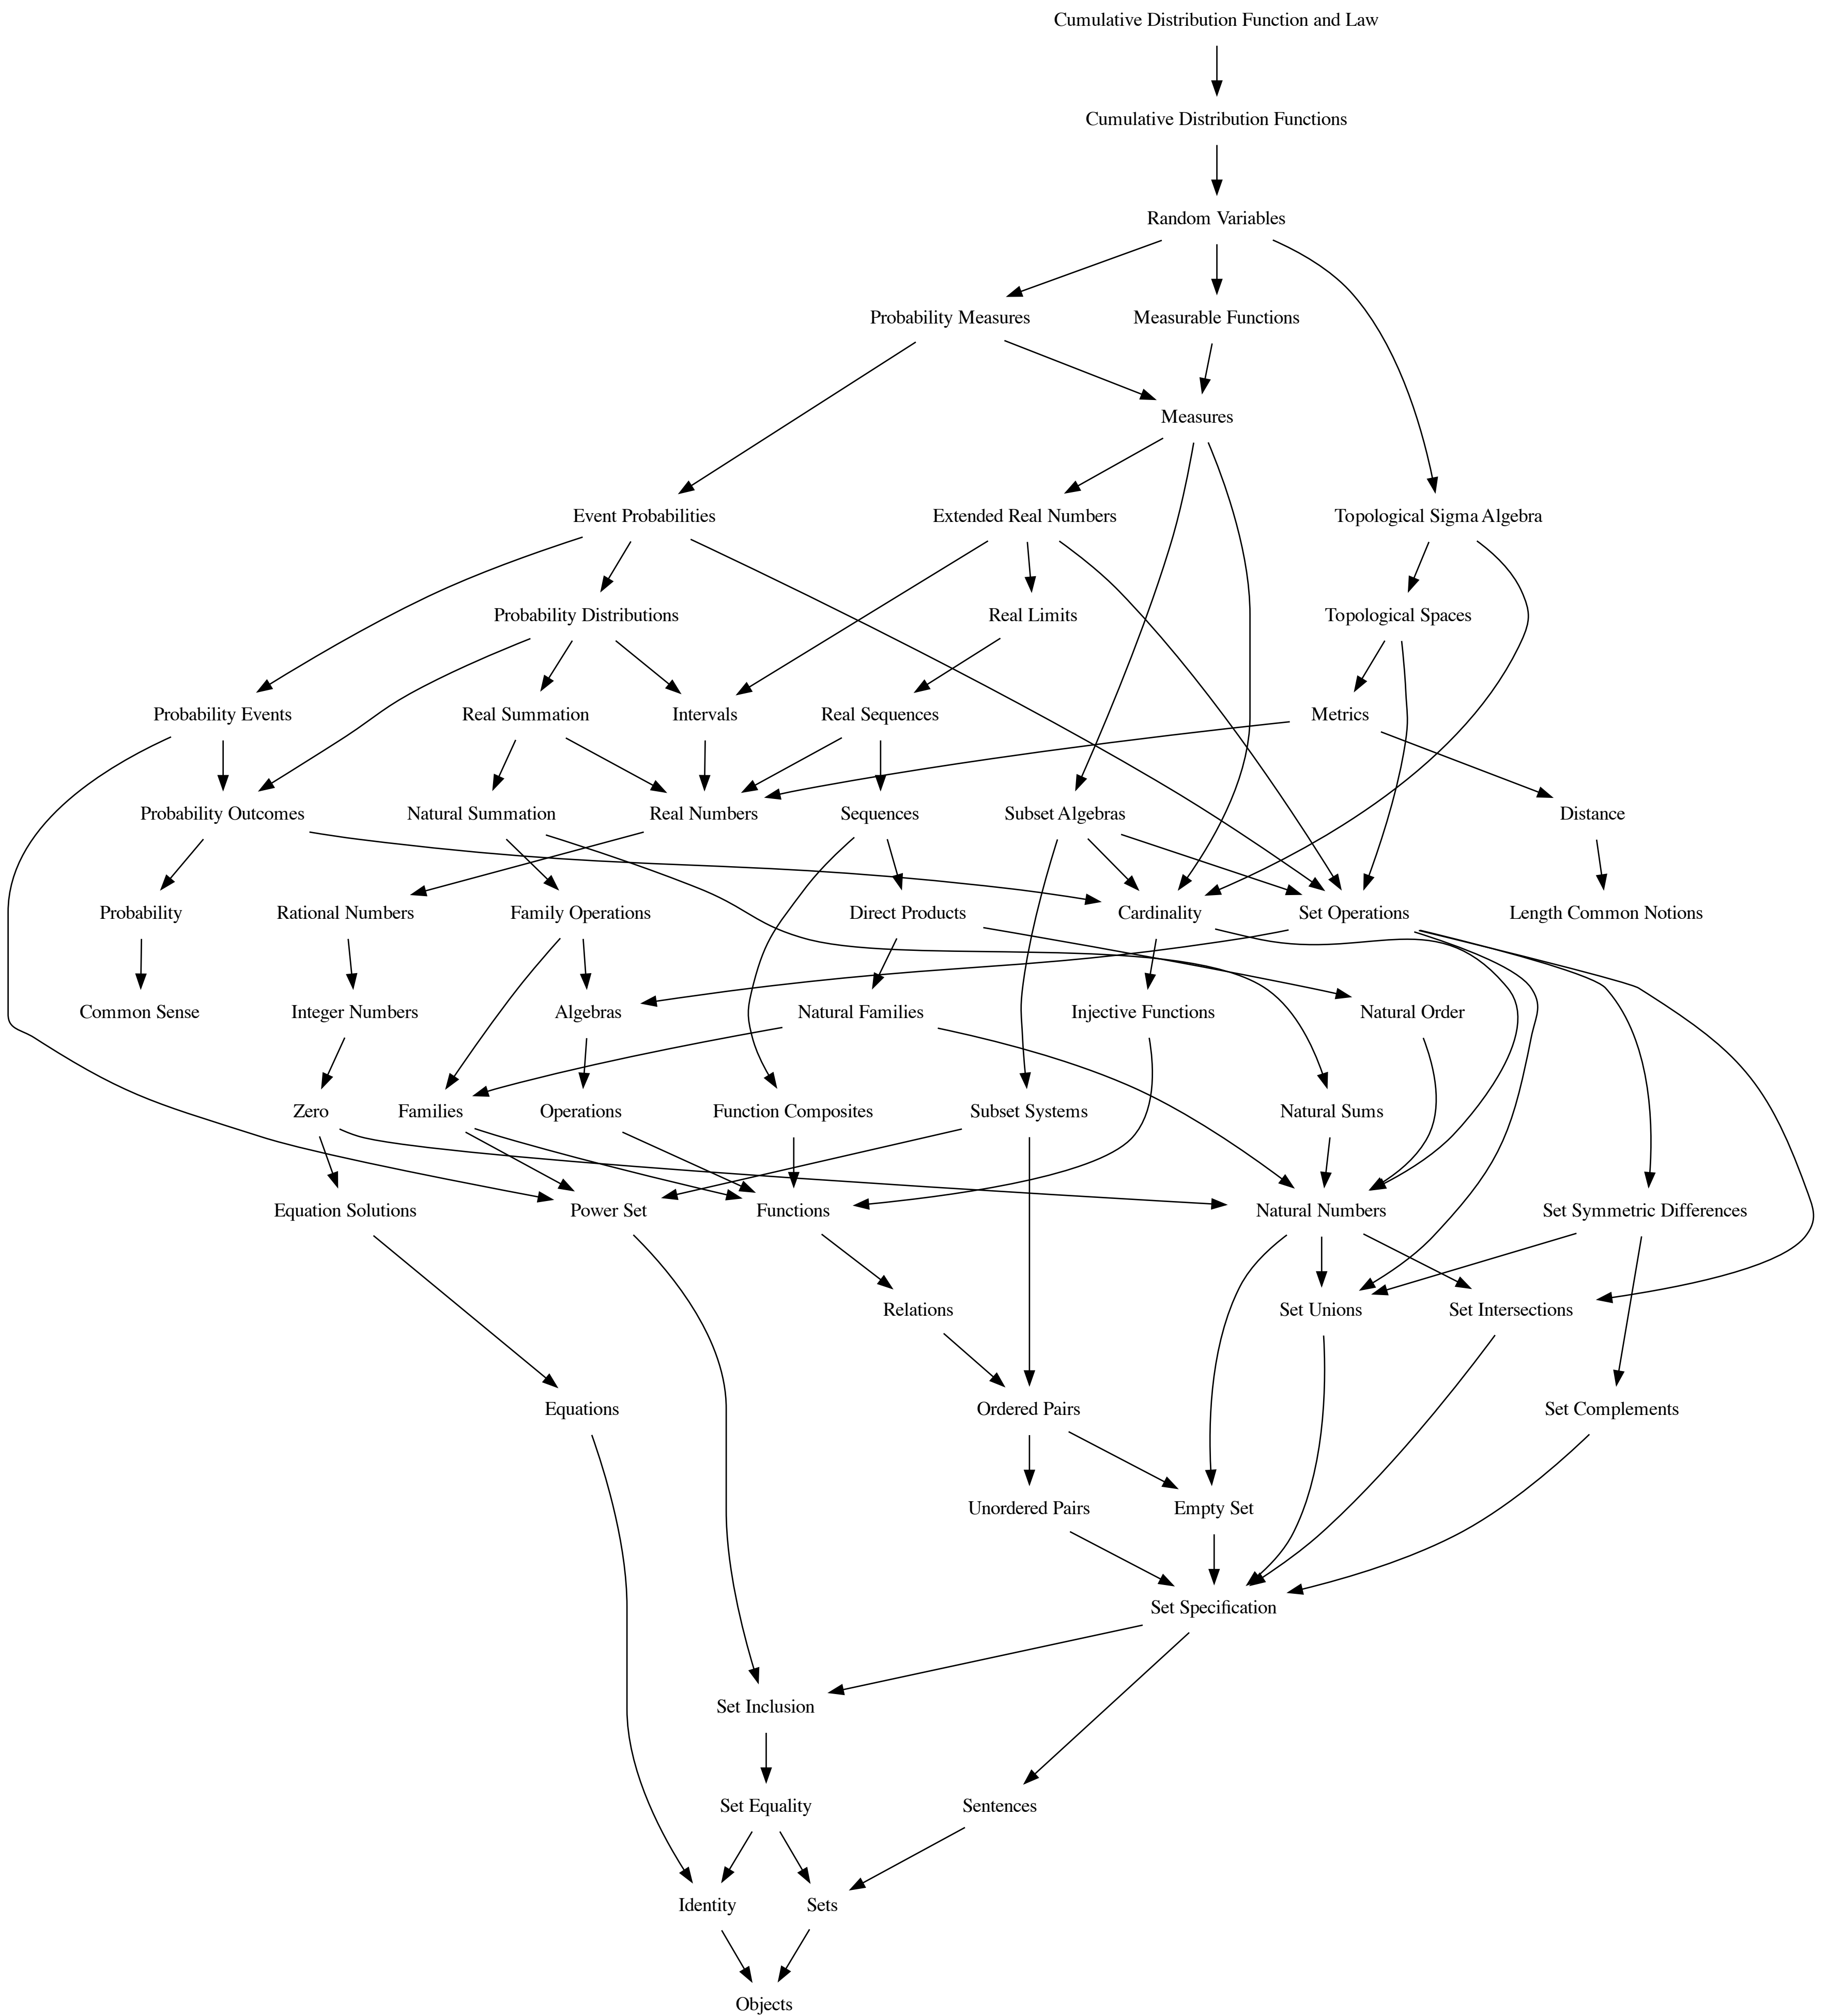 Cumulative Distribution Function and Law
Cumulative Distribution Functions
Random Variables
Probability Measures
Measurable Functions
Measures
Event Probabilities
Extended Real Numbers
Topological Sigma Algebra
Probability Distributions
Real Limits
Topological Spaces
Probability Events
Real Summation
Intervals
Real Sequences
Metrics
Probability Outcomes
Natural Summation
Real Numbers
Sequences
Subset Algebras
Distance
Probability
Rational Numbers
Family Operations
Direct Products
Cardinality
Set Operations
Length Common Notions
Common Sense
Integer Numbers
Algebras
Natural Families
Injective Functions
Natural Order
Zero
Families
Operations
Function Composites
Subset Systems
Natural Sums
Equation Solutions
Power Set
Functions
Natural Numbers
Set Symmetric Differences
Relations
Set Unions
Set Intersections
Equations
Ordered Pairs
Set Complements
Unordered Pairs
Empty Set
Set Specification
Set Inclusion
Set Equality
Sentences
Identity
Sets
Objects